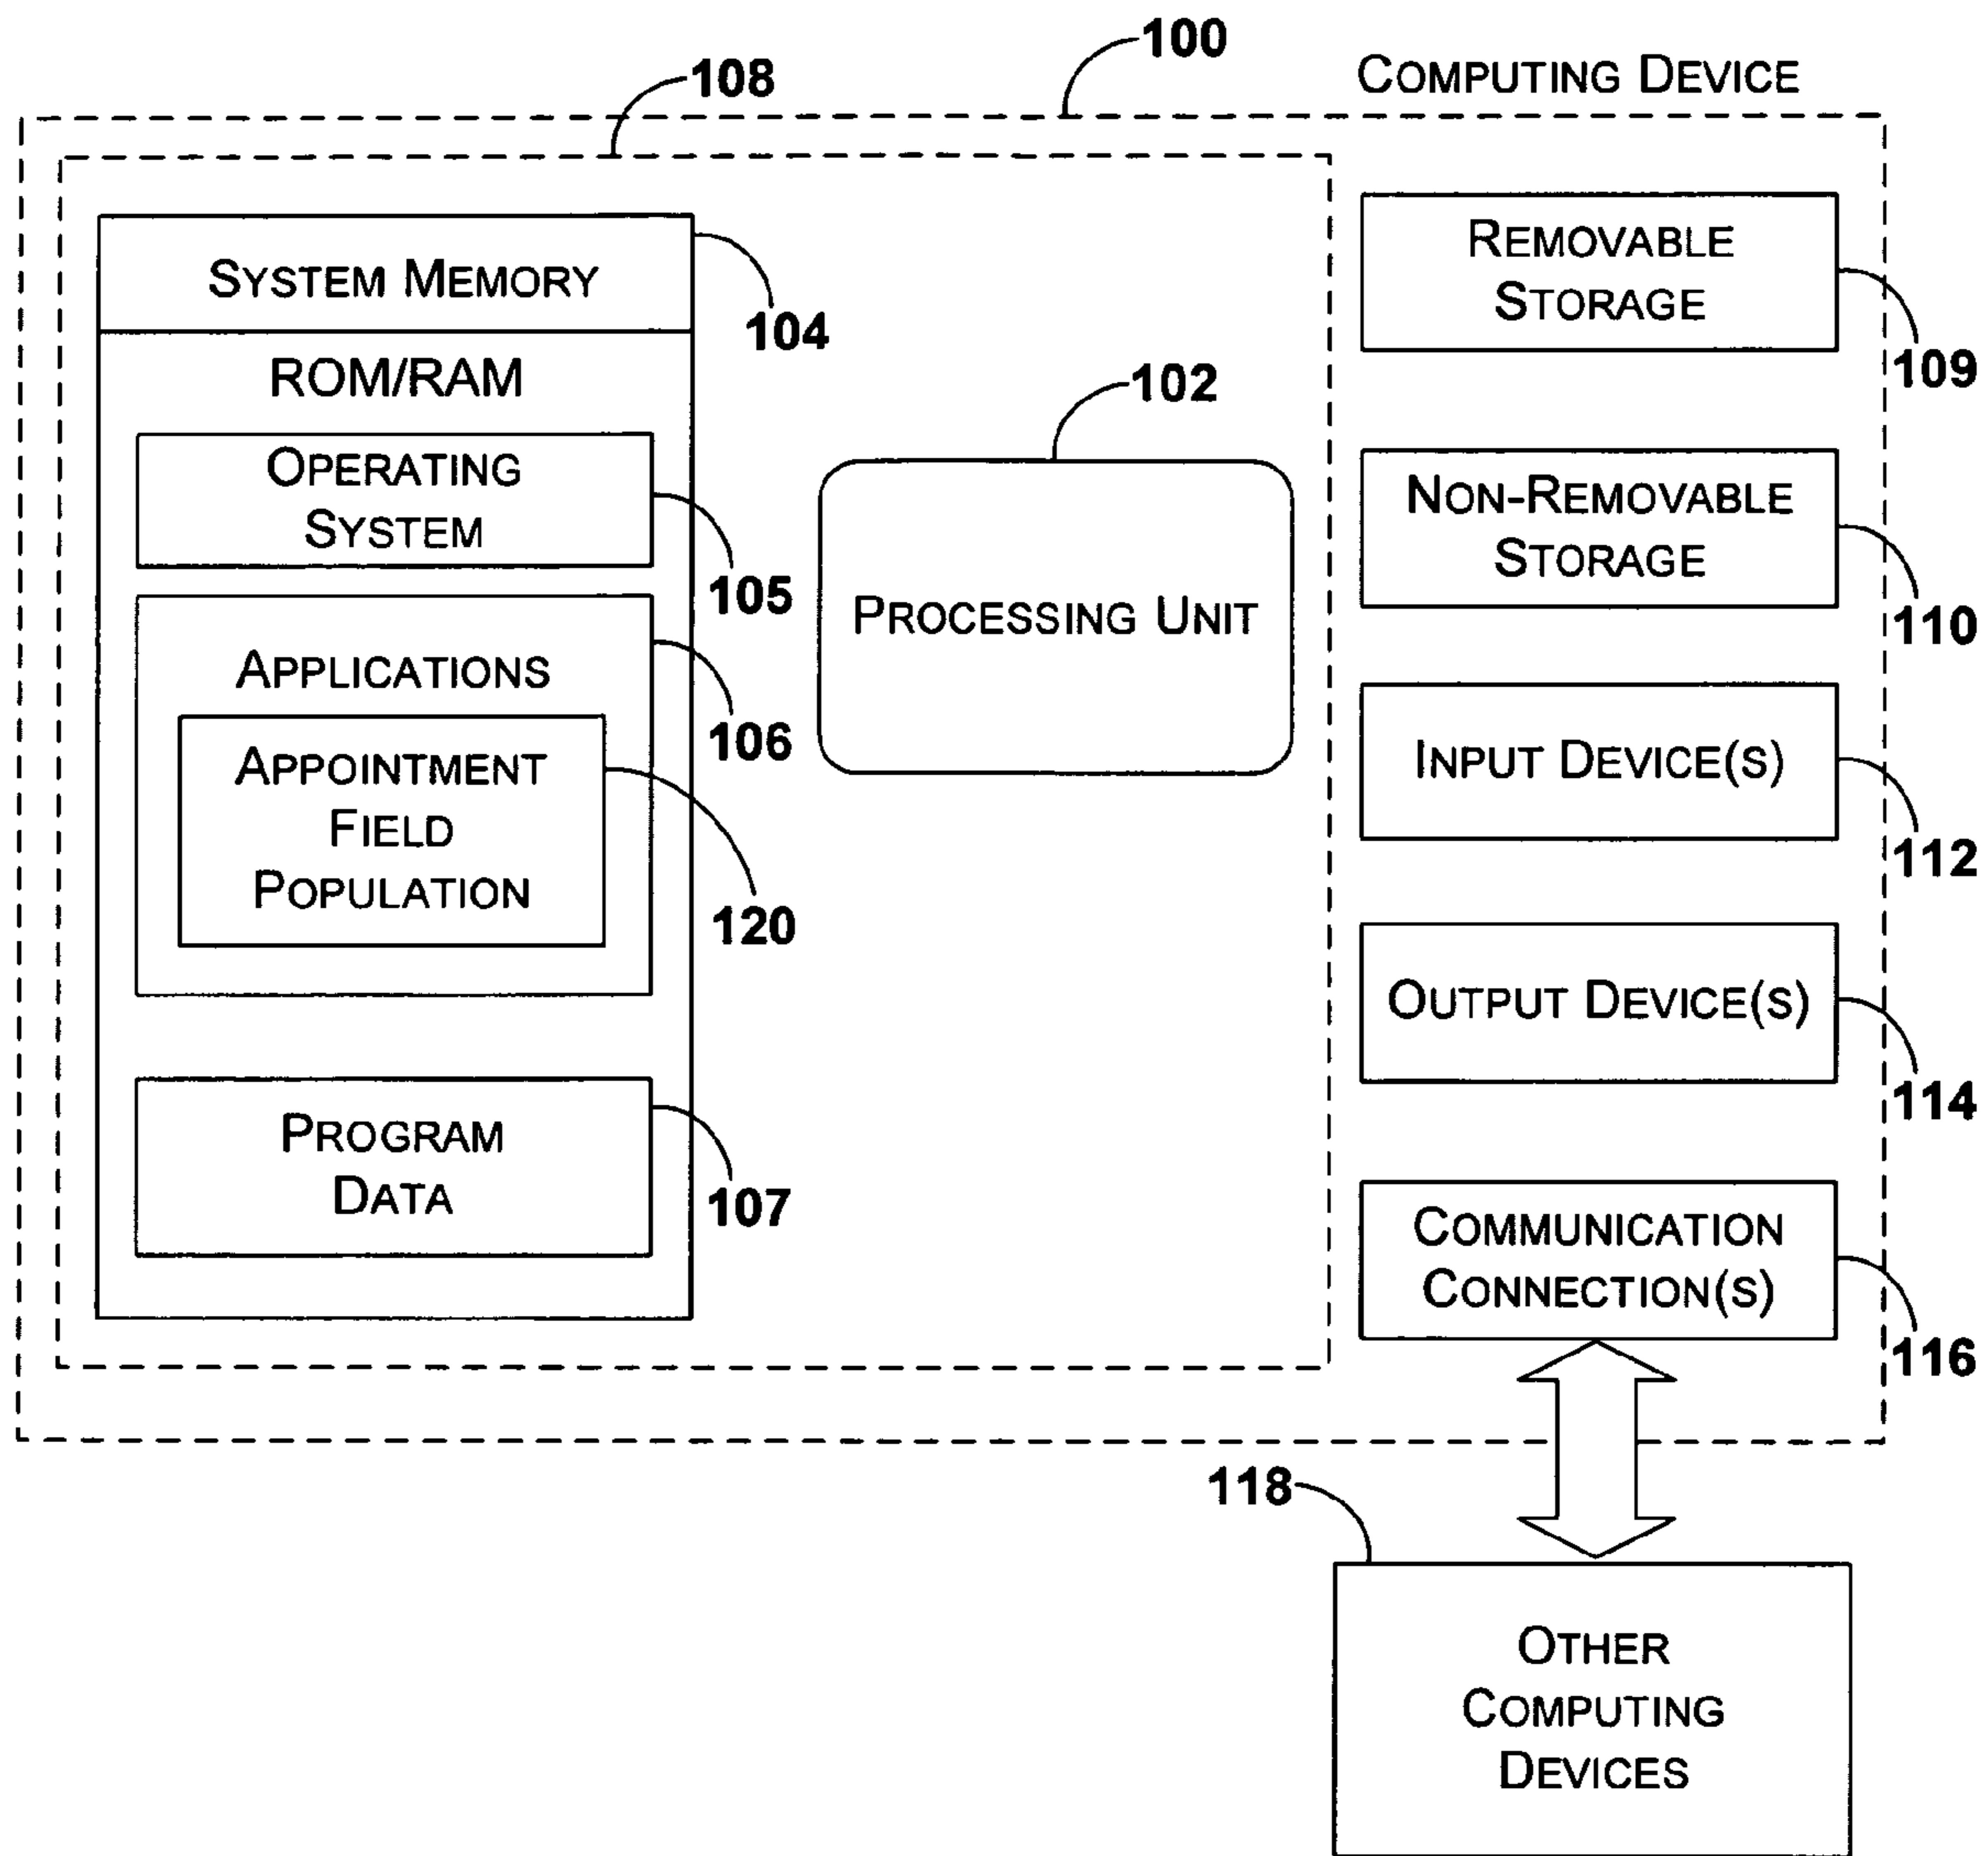 100
COMPUTING DEVICE
108
SYSTEM MEMORY
104
ROM/RAM
OPERATING
SYSTEM
105
APPLICATIONS
106
APPOINTMENT
FIELD
POPULATION
120
PROGRAM
DATA
107
102
PROCESSING UNIT
REMOVABLE
STORAGE
109
NON-REMOVABLE
STORAGE
110
INPUT DEVICE(S)
112
OUTPUT DEVICE(S)
114
COMMUNICATION
CONNECTION(S)
116
118
OTHER
COMPUTING
DEVICES